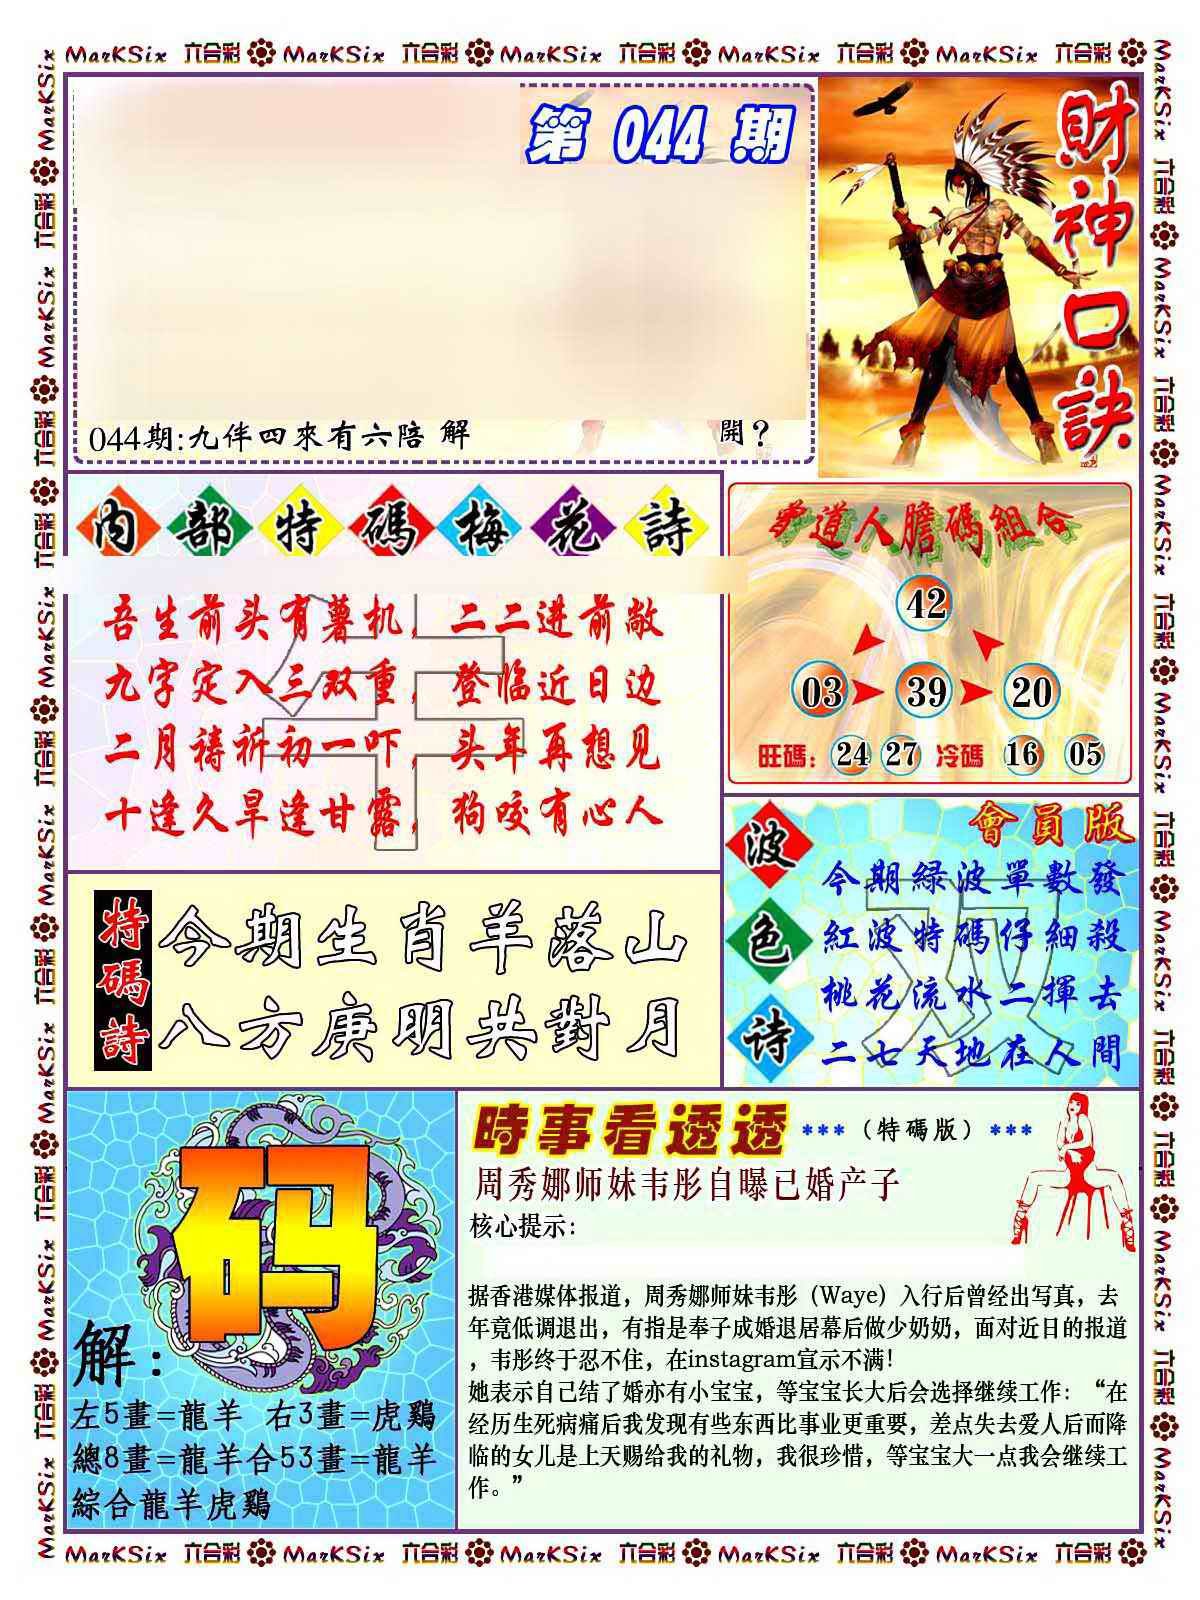 MarKSix 六合彩 MarKSix 六合彩 MarKSix 六合彩 MarKSix 六合彩 MarKSix 六合彩
第 044 期
財神口訣
044期:九伴四來有六陪 解 開?
內部特碼梅花詩
牛
吾生前头有薯机，二二进前敞
九字定入三双重，登临近日边
二月祷祈初一吓，头年再想见
十逢久旱逢甘露，狗咬有心人
曾道人膽碼組合
42
03 39 20
旺碼: 24 27 冷碼 16 05
特碼詩
今期生肖羊落山
八方庚明共對月
波色诗
會員版
双
今期緑波單數發
紅波特碼仔細殺
桃花流水二揮去
二七天地在人間
码
解:
左5畫=龍羊 右3畫=虎鷄
總8畫=龍羊合53畫=龍羊
綜合龍羊虎鷄
時事看透透 ***（特碼版）***
周秀娜师妹韦彤自曝已婚产子
核心提示:
据香港媒体报道，周秀娜师妹韦彤（Waye）入行后曾经出写真，去
年竟低调退出，有指是奉子成婚退居幕后做少奶奶，面对近日的报道
，韦彤终于忍不住，在instagram宣示不满!
她表示自己结了婚亦有小宝宝，等宝宝长大后会选择继续工作：“在
经历生死病痛后我发现有些东西比事业更重要，差点失去爱人后而降
临的女儿是上天赐给我的礼物，我很珍惜，等宝宝大一点我会继续工
作。”
MarKSix 六合彩 MarKSix 六合彩 MarKSix 六合彩 MarKSix 六合彩 MarKSix 六合彩